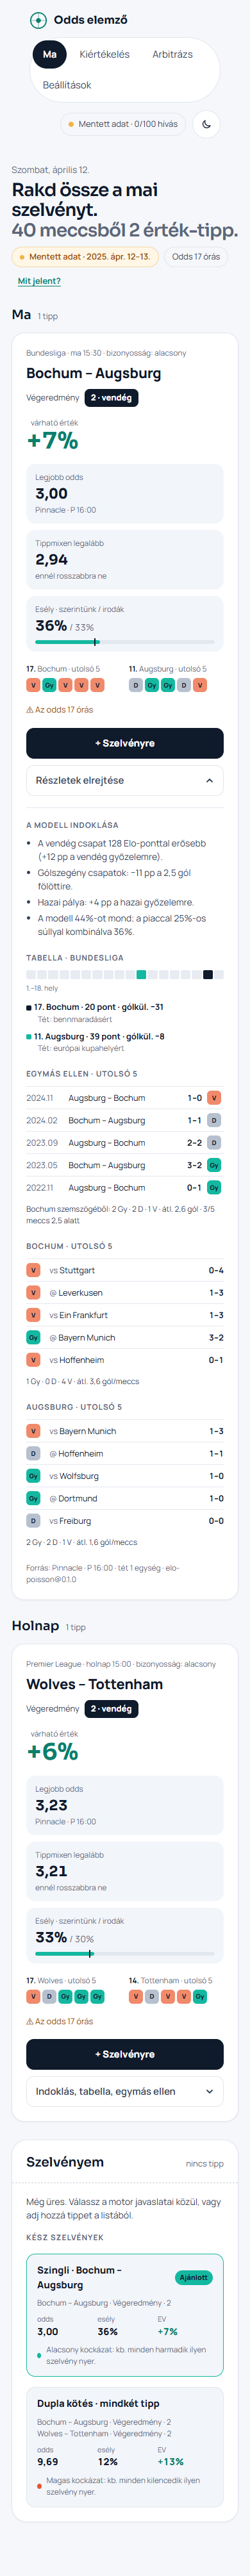 Odds elemző
Ma
Kiértékelés
Arbitrázs
Beállítások
Mentett adat · 0/100 hívás
Szombat, április 12.
Rakd össze a mai
szelvényt.
40 meccsből 2 érték-tipp.
Mentett adat · 2025. ápr. 12–13.
Odds 17 órás
Mit jelent?
Ma 1 tipp
Bundesliga · ma 15:30 · bizonyosság: alacsony
Bochum – Augsburg
Végeredmény 2 · vendég
várható érték
+7%
Legjobb odds
3,00
Pinnacle · P 16:00
Tippmixen legalább
2,94
ennél rosszabbra ne
Esély · szerintünk / irodák
36% / 33%
17. Bochum · utolsó 5
11. Augsburg · utolsó 5
V Gy V V V
D Gy Gy D V
⚠ Az odds 17 órás
+ Szelvényre
Részletek elrejtése
A MODELL INDOKLÁSA
• A vendég csapat 128 Elo-ponttal erősebb
(+12 pp a vendég győzelemre).
• Gólszegény csapatok: −11 pp a 2,5 gól
fölöttire.
• Hazai pálya: +4 pp a hazai győzelemre.
• A modell 44%-ot mond; a piaccal 25%-os
súllyal kombinálva 36%.
TABELLA · BUNDESLIGA
1.–18. hely
17. Bochum · 20 pont · gólkül. −31
Tét: bennmaradásért
11. Augsburg · 39 pont · gólkül. −8
Tét: európai kupahelyért
EGYMÁS ELLEN · UTOLSÓ 5
2024.11 Augsburg – Bochum 1–0 V
2024.02 Bochum – Augsburg 1–1 D
2023.09 Augsburg – Bochum 2–2 D
2023.05 Bochum – Augsburg 3–2 Gy
2022.11 Augsburg – Bochum 0–1 Gy
Bochum szemszögéből: 2 Gy · 2 D · 1 V · átl. 2,6 gól · 3/5
meccs 2,5 alatt
BOCHUM · UTOLSÓ 5
V vs Stuttgart 0–4
V @ Leverkusen 1–3
V vs Ein Frankfurt 1–3
Gy @ Bayern Munich 3–2
V vs Hoffenheim 0–1
1 Gy · 0 D · 4 V · átl. 3,6 gól/meccs
AUGSBURG · UTOLSÓ 5
V vs Bayern Munich 1–3
D @ Hoffenheim 1–1
Gy vs Wolfsburg 1–0
Gy @ Dortmund 1–0
D vs Freiburg 0–0
2 Gy · 2 D · 1 V · átl. 1,6 gól/meccs
Forrás: Pinnacle · P 16:00 · tét 1 egység · elo-
poisson@0.1.0
Holnap 1 tipp
Premier League · holnap 15:00 · bizonyosság: alacsony
Wolves – Tottenham
Végeredmény 2 · vendég
várható érték
+6%
Legjobb odds
3,23
Pinnacle · P 16:00
Tippmixen legalább
3,21
ennél rosszabbra ne
Esély · szerintünk / irodák
33% / 30%
17. Wolves · utolsó 5
14. Tottenham · utolsó 5
V D Gy Gy Gy
V D V V Gy
⚠ Az odds 17 órás
+ Szelvényre
Indoklás, tabella, egymás ellen
Szelvényem
nincs tipp
Még üres. Válassz a motor javaslatai közül, vagy
adj hozzá tippet a listából.
KÉSZ SZELVÉNYEK
Szingli · Bochum –
Augsburg
Ajánlott
Bochum – Augsburg · Végeredmény · 2
odds esély EV
3,00 36% +7%
Alacsony kockázat: kb. minden harmadik ilyen
szelvény nyer.
Dupla kötés · mindkét tipp
Bochum – Augsburg · Végeredmény · 2
Wolves – Tottenham · Végeredmény · 2
odds esély EV
9,69 12% +13%
Magas kockázat: kb. minden kilencedik ilyen
szelvény nyer.